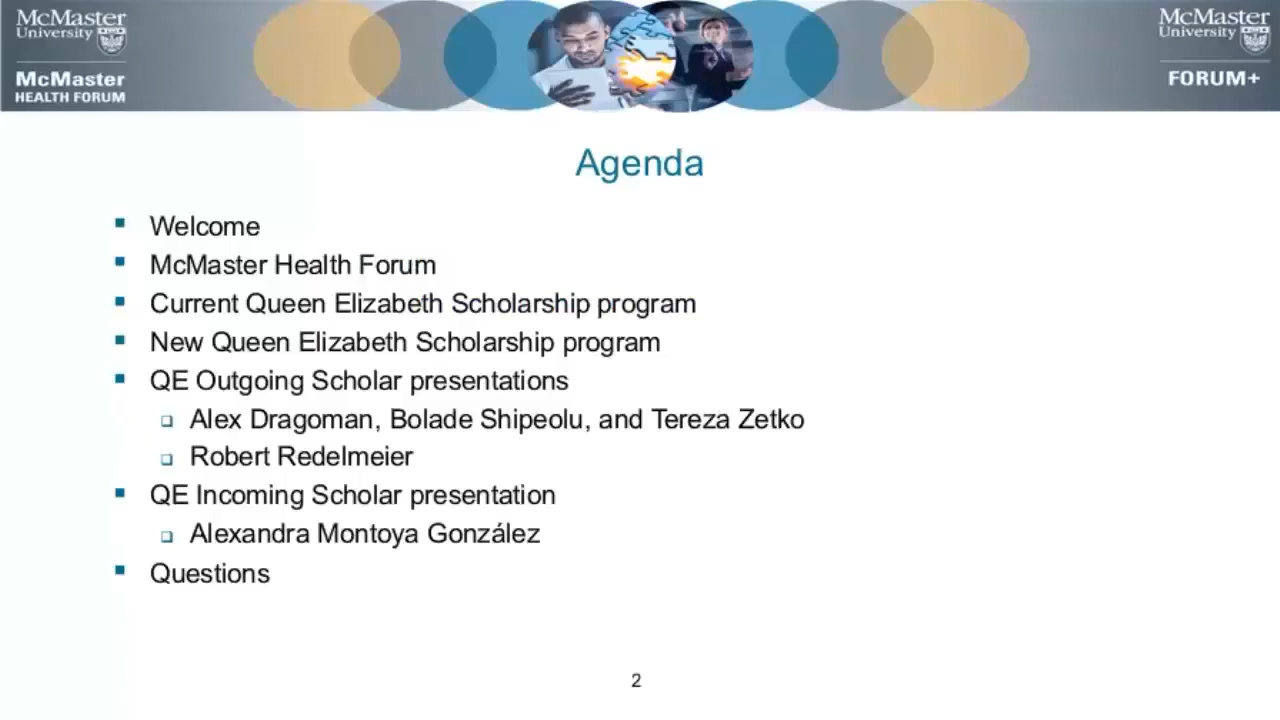 McMaster
University
McMaster
HEALTH FORUM
McMaster
University
FORUM+
Agenda
Welcome
McMaster Health Forum
Current Queen Elizabeth Scholarship program
New Queen Elizabeth Scholarship program
QE Outgoing Scholar presentations
Alex Dragoman, Bolade Shipeolu, and Tereza Zetko
Robert Redelmeier
QE Incoming Scholar presentation
Alexandra Montoya González
Questions
2